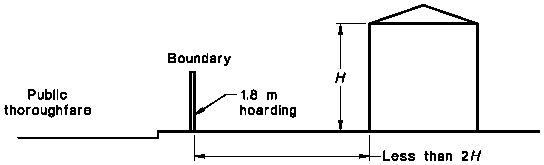 Boundary
H
Public
thoroughfare
1.8 m
hoarding
Less than 2H